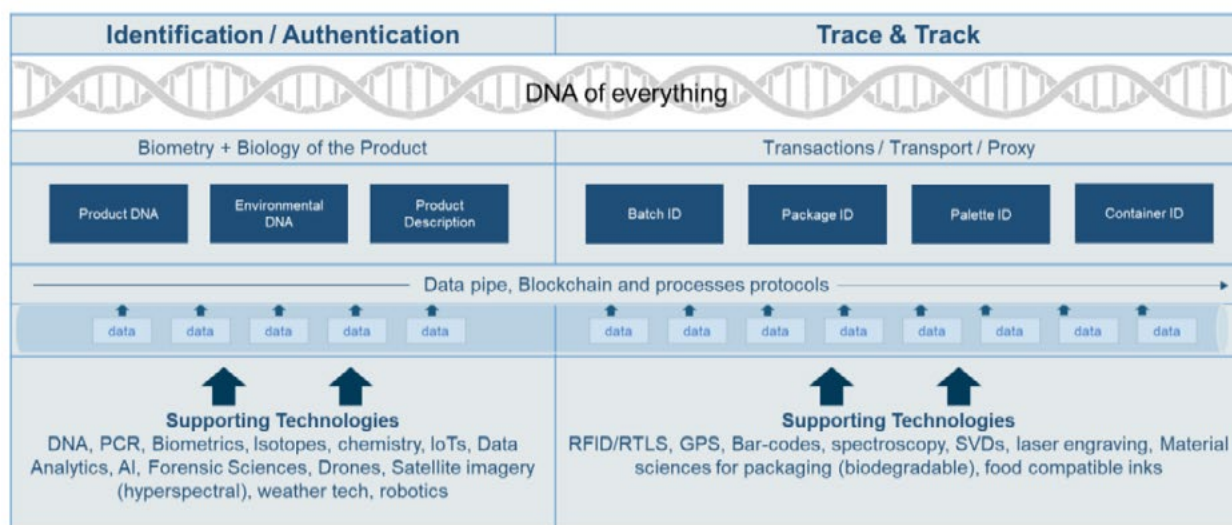 Identification / Authentication
Trace & Track
DNA of everything
Biometry + Biology of the Product
Transactions / Transport / Proxy
Product DNA
Environmental
DNA
Product
Description
Batch ID
Package ID
Palette ID
Container ID
Data pipe, Blockchain and processes protocols
data data data data data data data data data data data data data
Supporting Technologies
DNA, PCR, Biometrics, Isotopes, chemistry, IoTs, Data
Analytics, AI, Forensic Sciences, Drones, Satellite imagery
(hyperspectral), weather tech, robotics
Supporting Technologies
RFID/RTLS, GPS, Bar-codes, spectroscopy, SVDs, laser engraving, Material
sciences for packaging (biodegradable), food compatible inks